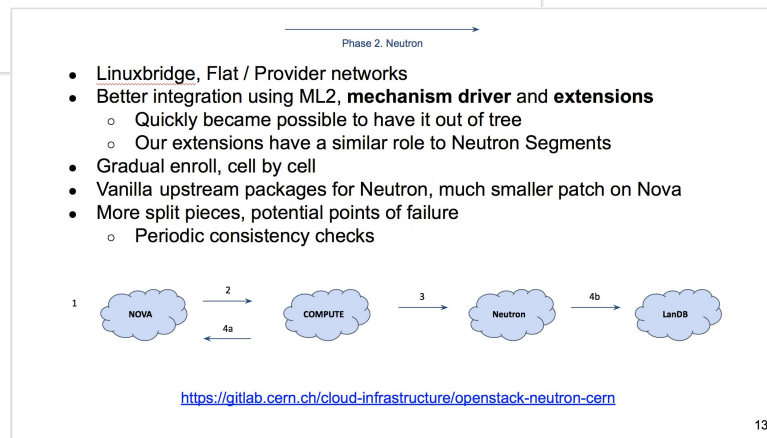 Phase 2. Neutron
● Linuxbridge, Flat / Provider networks
● Better integration using ML2, mechanism driver and extensions
○ Quickly became possible to have it out of tree
○ Our extensions have a similar role to Neutron Segments
● Gradual enroll, cell by cell
● Vanilla upstream packages for Neutron, much smaller patch on Nova
● More split pieces, potential points of failure
○ Periodic consistency checks
1
NOVA
2
4a
COMPUTE
3
Neutron
4b
LanDB
https://gitlab.cern.ch/cloud-infrastructure/openstack-neutron-cern
13